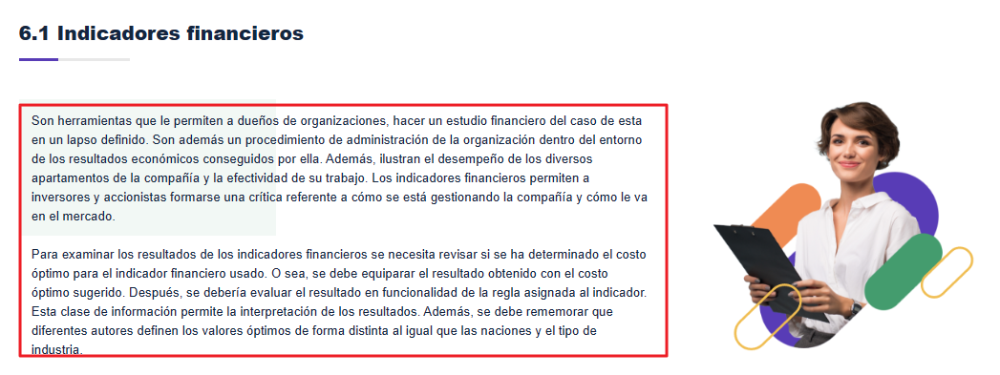 6.1 Indicadores financieros
Son herramientas que le permiten a dueños de organizaciones, hacer un estudio financiero del caso de esta
en un lapso definido. Son además un procedimiento de administración de la organización dentro del entorno
de los resultados económicos conseguidos por ella. Además, ilustran el desempeño de los diversos
apartamentos de la compañía y la efectividad de su trabajo. Los indicadores financieros permiten a
inversores y accionistas formarse una crítica referente a cómo se está gestionando la compañía y cómo le va
en el mercado.
Para examinar los resultados de los indicadores financieros se necesita revisar si se ha determinado el costo
óptimo para el indicador financiero usado. O sea, se debe equiparar el resultado obtenido con el costo
óptimo sugerido. Después, se debería evaluar el resultado en funcionalidad de la regla asignada al indicador.
Esta clase de información permite la interpretación de los resultados. Además, se debe rememorar que
diferentes autores definen los valores óptimos de forma distinta al igual que las naciones y el tipo de
industria.